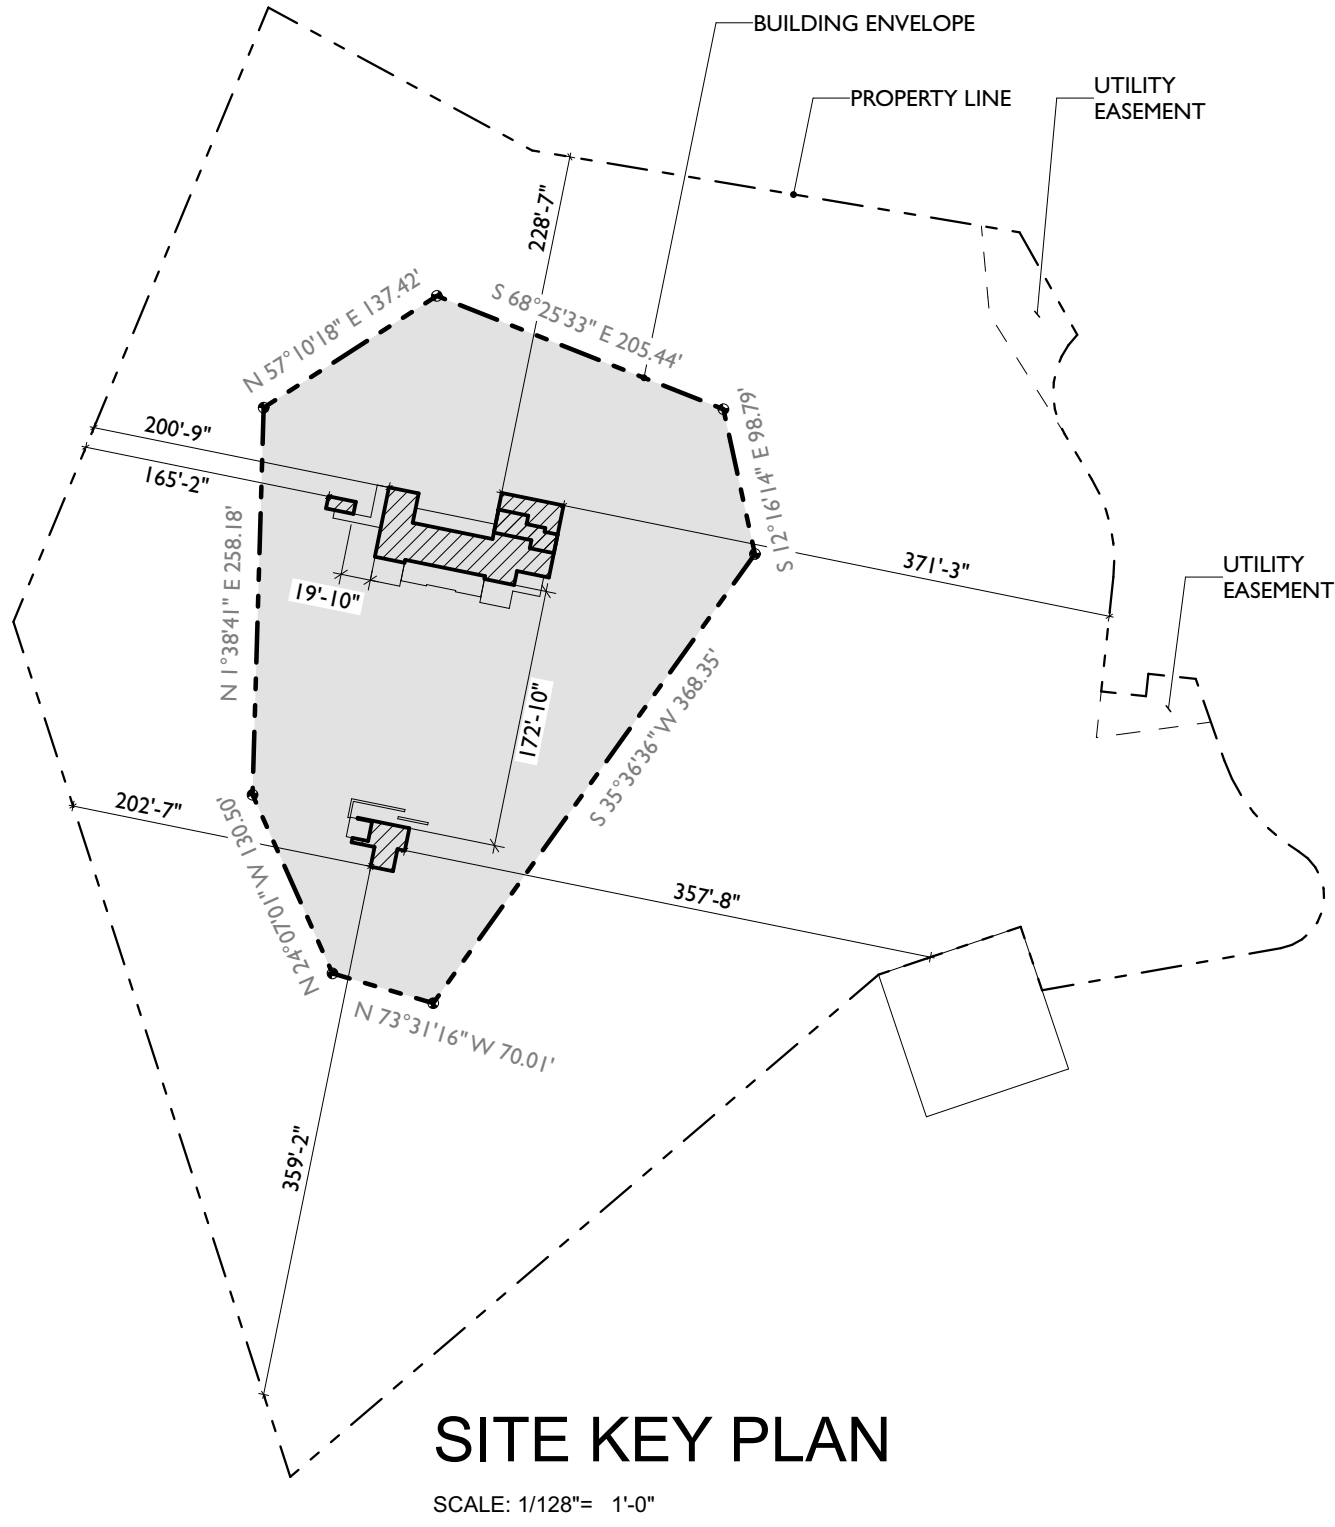 BUILDING ENVELOPE
PROPERTY LINE
UTILITY
EASEMENT
228'-7"
N 57°10'18" E 137.42'
S 68°25'33" E 205.44'
S 12°16'14" E 98.79'
200'-9"
165'-2"
N 1°38'41" E 258.18'
19'-10"
371'-3"
UTILITY
EASEMENT
172'-10"
S 35°36'36" W 368.35'
202'-7"
N 24°07'01" W 130.50'
357'-8"
N 73°31'16" W 70.01'
359'-2"
SITE KEY PLAN
SCALE: 1/128"= 1'-0"